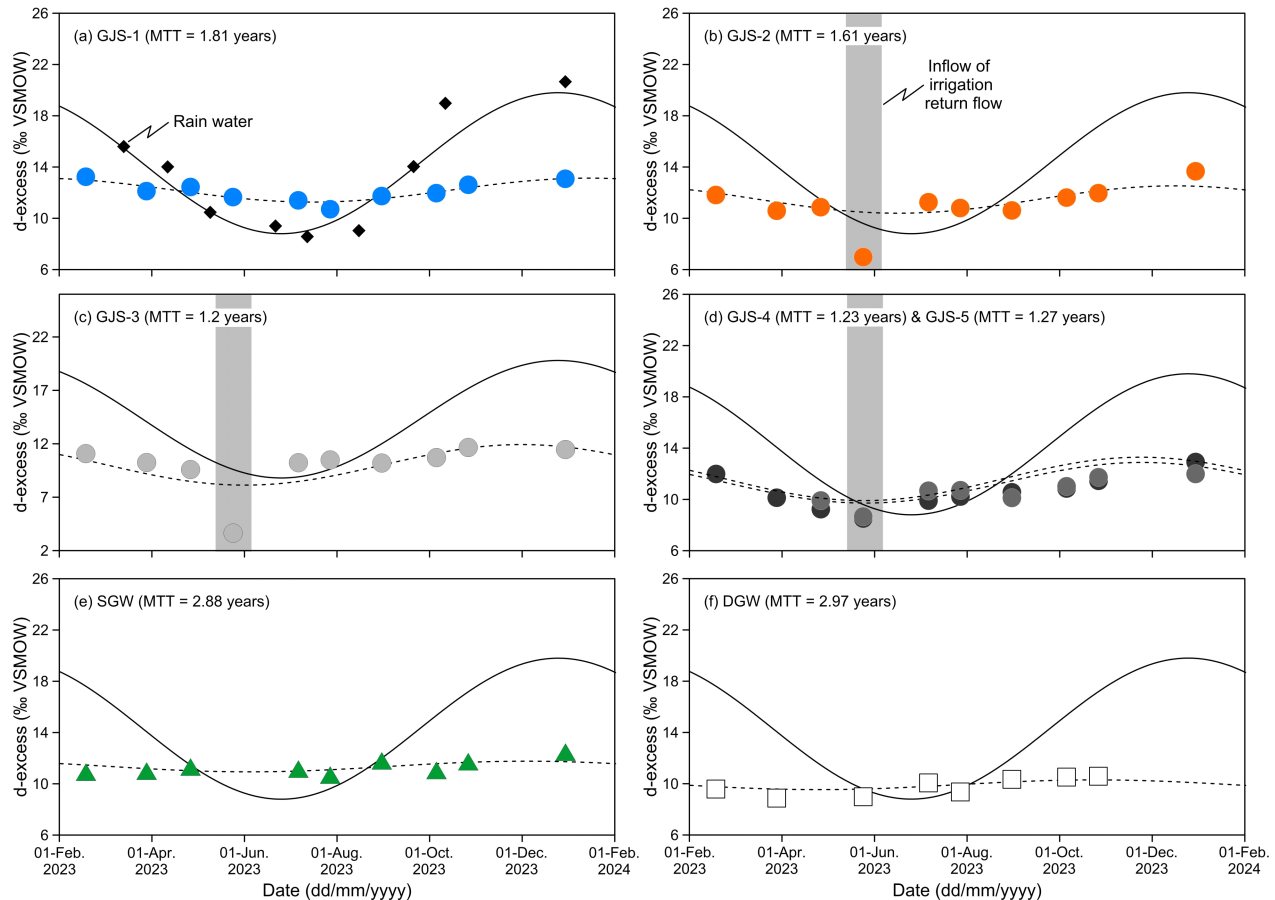 (a) GJS-1 (MTT = 1.81 years)
Rain water
d-excess (‰ VSMOW)
26
22
18
14
10
6
(b) GJS-2 (MTT = 1.61 years)
Inflow of
irrigation
return flow
d-excess (‰ VSMOW)
26
22
18
14
10
6
(c) GJS-3 (MTT = 1.2 years)
d-excess (‰ VSMOW)
22
17
12
7
2
(d) GJS-4 (MTT = 1.23 years) & GJS-5 (MTT = 1.27 years)
d-excess (‰ VSMOW)
26
22
18
14
10
6
(e) SGW (MTT = 2.88 years)
d-excess (‰ VSMOW)
26
22
18
14
10
6
01-Feb.
2023
01-Apr.
2023
01-Jun.
2023
01-Aug.
2023
01-Oct.
2023
01-Dec.
2023
01-Feb.
2024
Date (dd/mm/yyyy)
(f) DGW (MTT = 2.97 years)
d-excess (‰ VSMOW)
26
22
18
14
10
6
01-Feb.
2023
01-Apr.
2023
01-Jun.
2023
01-Aug.
2023
01-Oct.
2023
01-Dec.
2023
01-Feb.
2024
Date (dd/mm/yyyy)